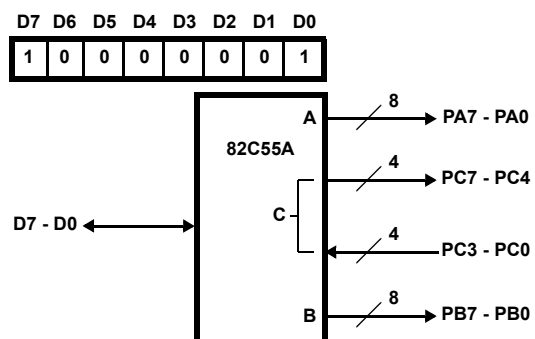 D7 D6 D5 D4 D3 D2 D1 D0
1 0 0 0 0 0 0 1
A 8 PA7 - PA0
82C55A
4 PC7 - PC4
C
D7 - D0
4 PC3 - PC0
B 8 PB7 - PB0